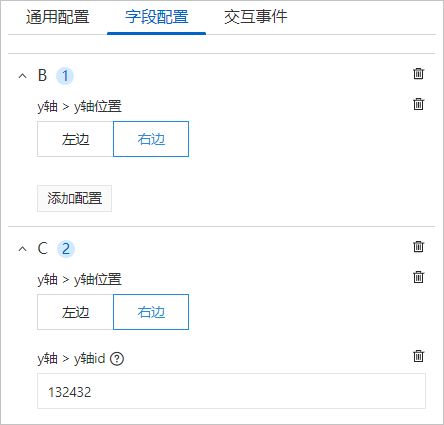 通用配置 字段配置 交互事件
B 1
y轴 > y轴位置
左边 右边
添加配置
C 2
y轴 > y轴位置
左边 右边
y轴 > y轴id ?
132432